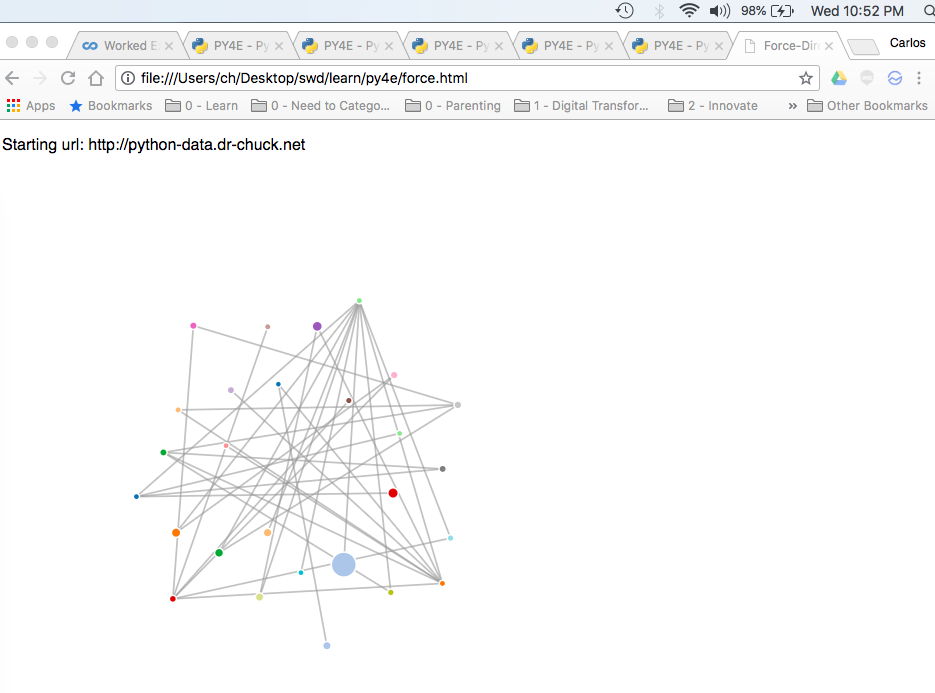 98% Wed 10:52 PM
Worked E PY4E - Py PY4E - Py PY4E - Py PY4E - Py PY4E - Py Force-Dir Carlos
file:///Users/ch/Desktop/swd/learn/py4e/force.html
Apps Bookmarks 0 - Learn 0 - Need to Catego... 0 - Parenting 1 - Digital Transfor... 2 - Innovate » Other Bookmarks
Starting url: http://python-data.dr-chuck.net